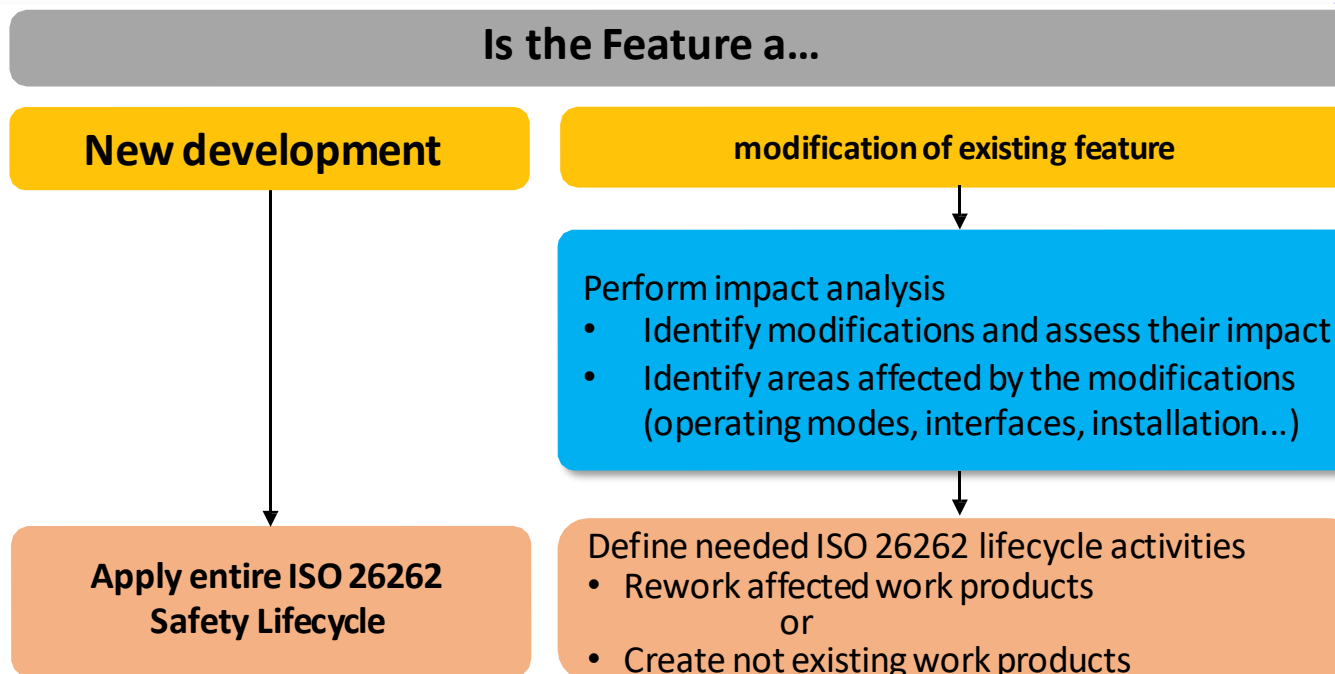 Is the Feature a...
New development
modification of existing feature
Perform impact analysis
• Identify modifications and assess their impact
• Identify areas affected by the modifications
(operating modes, interfaces, installation...)
Apply entire ISO 26262
Safety Lifecycle
Define needed ISO 26262 lifecycle activities
• Rework affected work products
or
• Create not existing work products